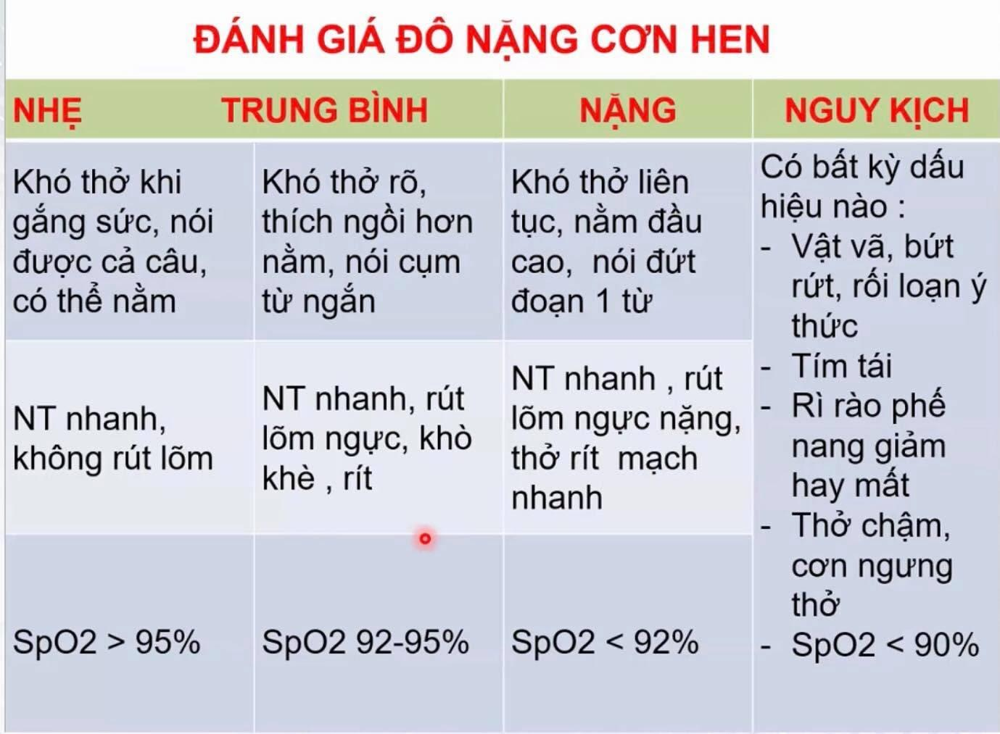 ĐÁNH GIÁ ĐÔ NẶNG CƠN HEN
NHẸ TRUNG BÌNH NẶNG NGUY KỊCH
Khó thở khi
gắng sức, nói
được cả câu,
có thể nằm
Khó thở rõ,
thích ngồi hơn
nằm, nói cụm
từ ngắn
Khó thở liên
tục, nằm đầu
cao, nói đứt
đoạn 1 từ
Có bất kỳ dấu
hiệu nào :
- Vật vã, bứt
rứt, rối loạn ý
thức
- Tím tái
- Rì rào phế
nang giảm
hay mất
- Thở chậm,
cơn ngưng
thở
- SpO2 < 90%
NT nhanh,
không rút lõm
NT nhanh, rút
lõm ngực, khò
khè , rít
NT nhanh , rút
lõm ngực nặng,
thở rít mạch
nhanh
SpO2 > 95%
SpO2 92-95%
SpO2 < 92%